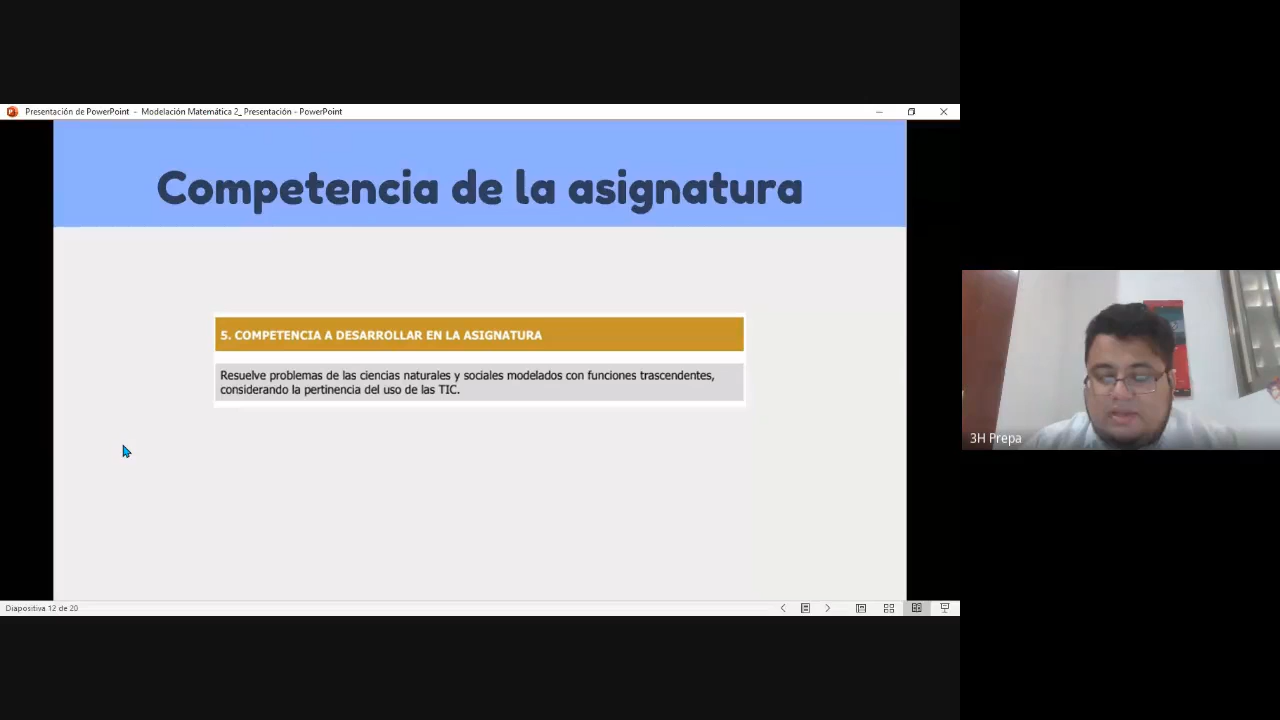 Presentación de PowerPoint - Modelación Matemática 2_ Presentación - PowerPoint
Competencia de la asignatura
5. COMPETENCIA A DESARROLLAR EN LA ASIGNATURA
Resuelve problemas de las ciencias naturales y sociales modelados con funciones trascendentes,
considerando la pertinencia del uso de las TIC.
3H Prepa
Diapositiva 12 de 20